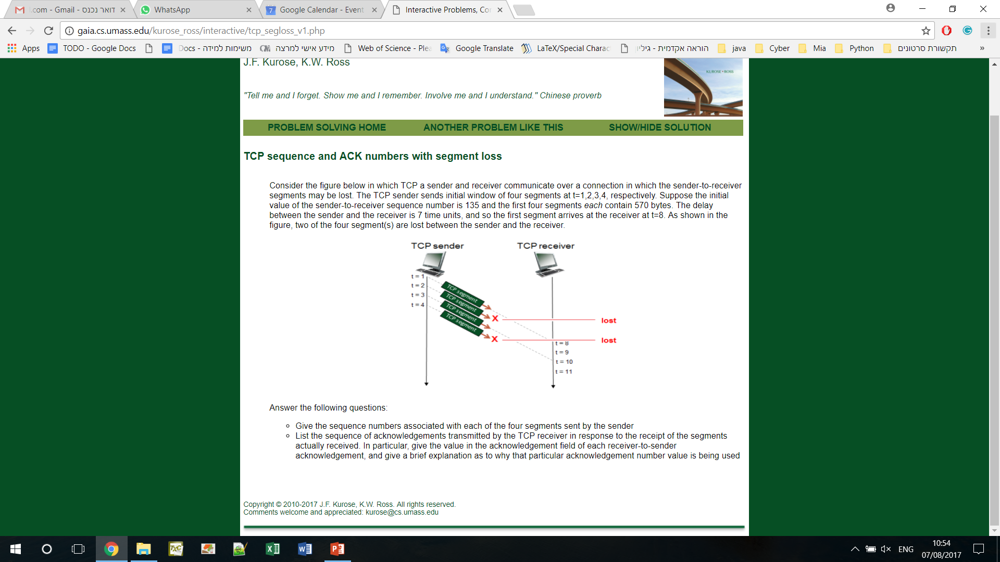 .com - Gmail - דואר נכנס
WhatsApp
Google Calendar - Event
Interactive Problems, Co
gaia.cs.umass.edu/kurose_ross/interactive/tcp_segloss_v1.php
Apps TODO - Google Docs Docs - משימות למידה מידע אישי למרצה Web of Science - Plea Google Translate LaTeX/Special Charac הוראה אקדמית - גיליו java Cyber Mia Python תקשורת סרטונים »
J.F. Kurose, K.W. Ross
KUROSE • ROSS
"Tell me and I forget. Show me and I remember. Involve me and I understand." Chinese proverb
PROBLEM SOLVING HOME ANOTHER PROBLEM LIKE THIS SHOW/HIDE SOLUTION
TCP sequence and ACK numbers with segment loss
Consider the figure below in which TCP a sender and receiver communicate over a connection in which the sender-to-receiver
segments may be lost. The TCP sender sends initial window of four segments at t=1,2,3,4, respectively. Suppose the initial
value of the sender-to-receiver sequence number is 135 and the first four segments each contain 570 bytes. The delay
between the sender and the receiver is 7 time units, and so the first segment arrives at the receiver at t=8. As shown in the
figure, two of the four segment(s) are lost between the sender and the receiver.
TCP sender TCP receiver
t = 1
t = 2
t = 3
t = 4
TCP segment
TCP segment
TCP segment
TCP segment
X lost
X lost
t = 8
t = 9
t = 10
t = 11
Answer the following questions:
Give the sequence numbers associated with each of the four segments sent by the sender
List the sequence of acknowledgements transmitted by the TCP receiver in response to the receipt of the segments
actually received. In particular, give the value in the acknowledgement field of each receiver-to-sender
acknowledgement, and give a brief explanation as to why that particular acknowledgement number value is being used
Copyright © 2010-2017 J.F. Kurose, K.W. Ross. All rights reserved.
Comments welcome and appreciated: kurose@cs.umass.edu
ENG
10:54
07/08/2017